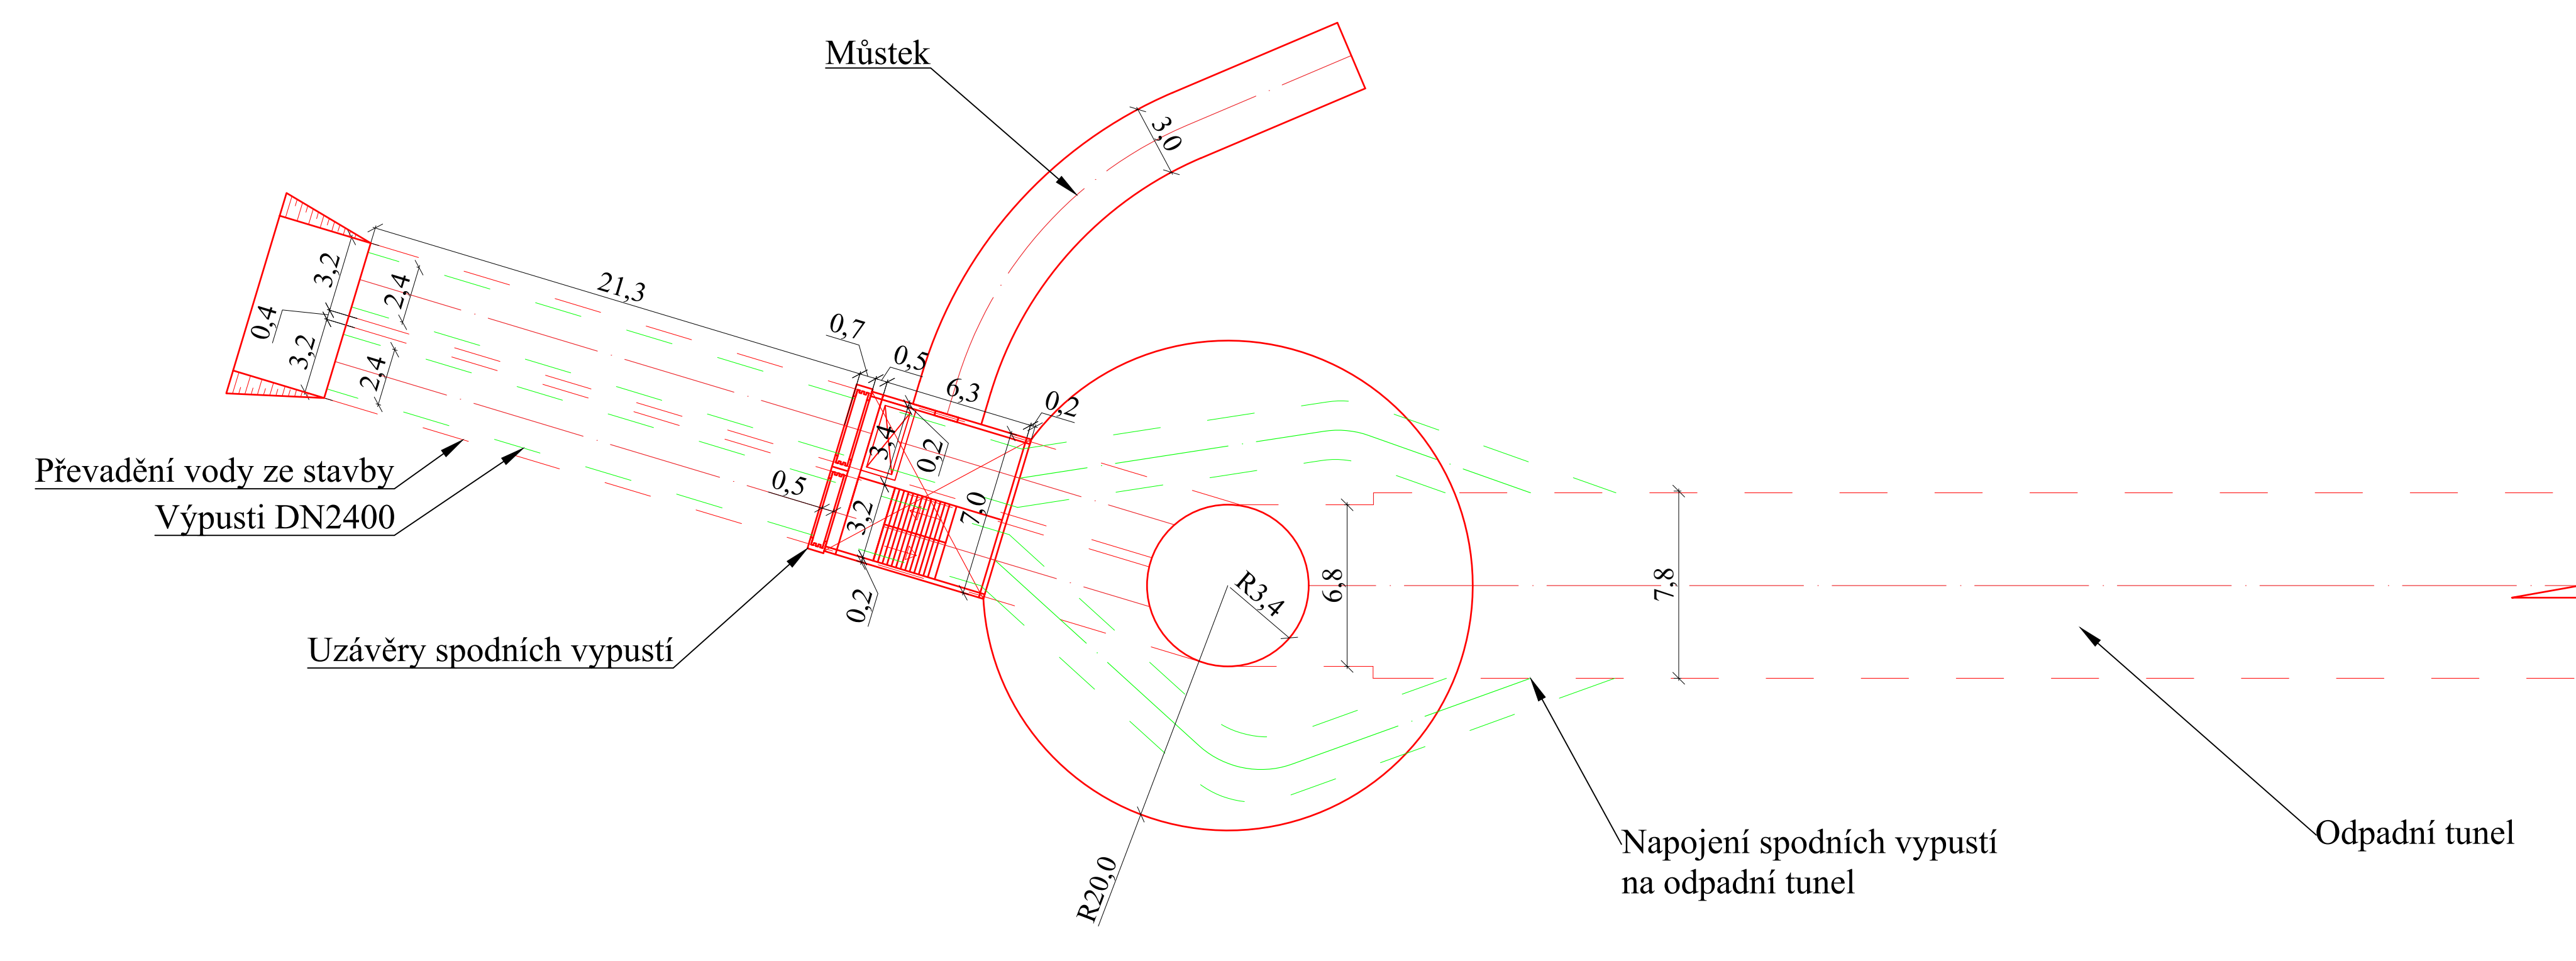 Můstek
3,0
21,3
3,2
2,4
0,4
3,2
2,4
0,7
0,5
6,3
0,2
3,4
0,2
0,5
3,2
7,0
0,2
Převadění vody ze stavby
Výpusti DN2400
Uzávěry spodních vypustí
R3,4
6,8
7,8
R20,0
Napojení spodních vypustí
na odpadní tunel
Odpadní tunel